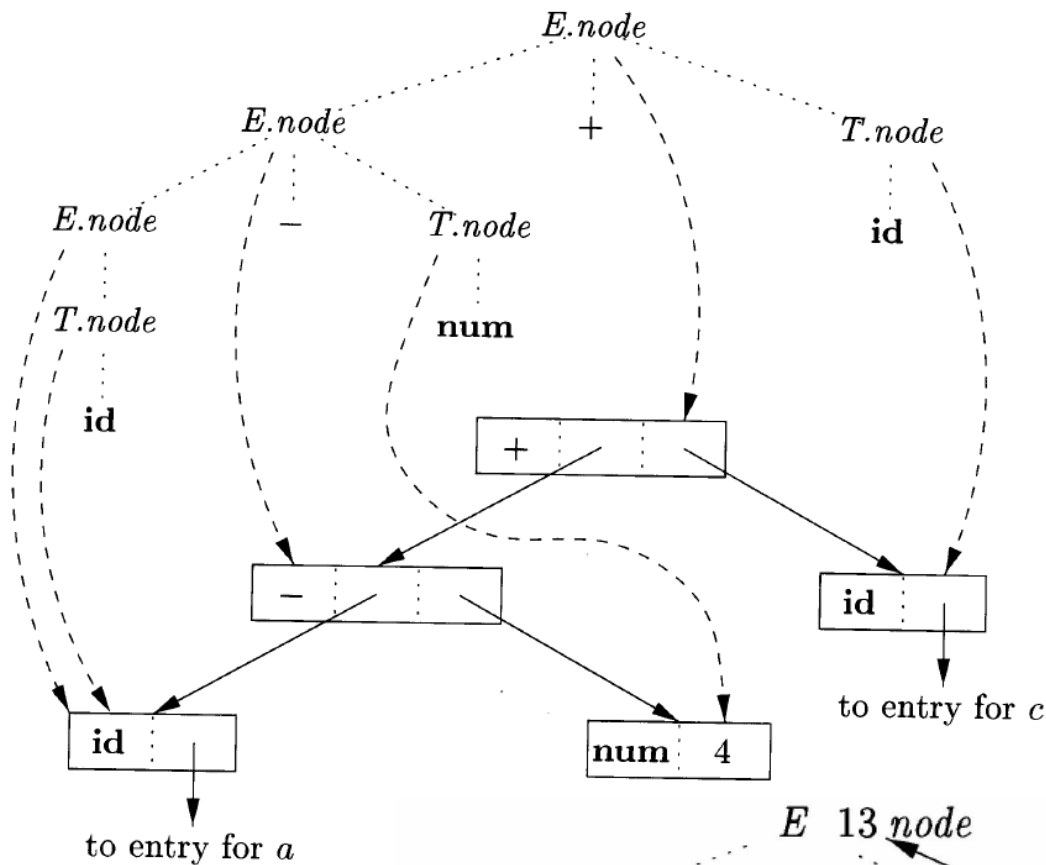 E.node
E.node + T.node
E.node − T.node id
T.node num
id
+
− id
to entry for c
id num 4
to entry for a
E 13 node